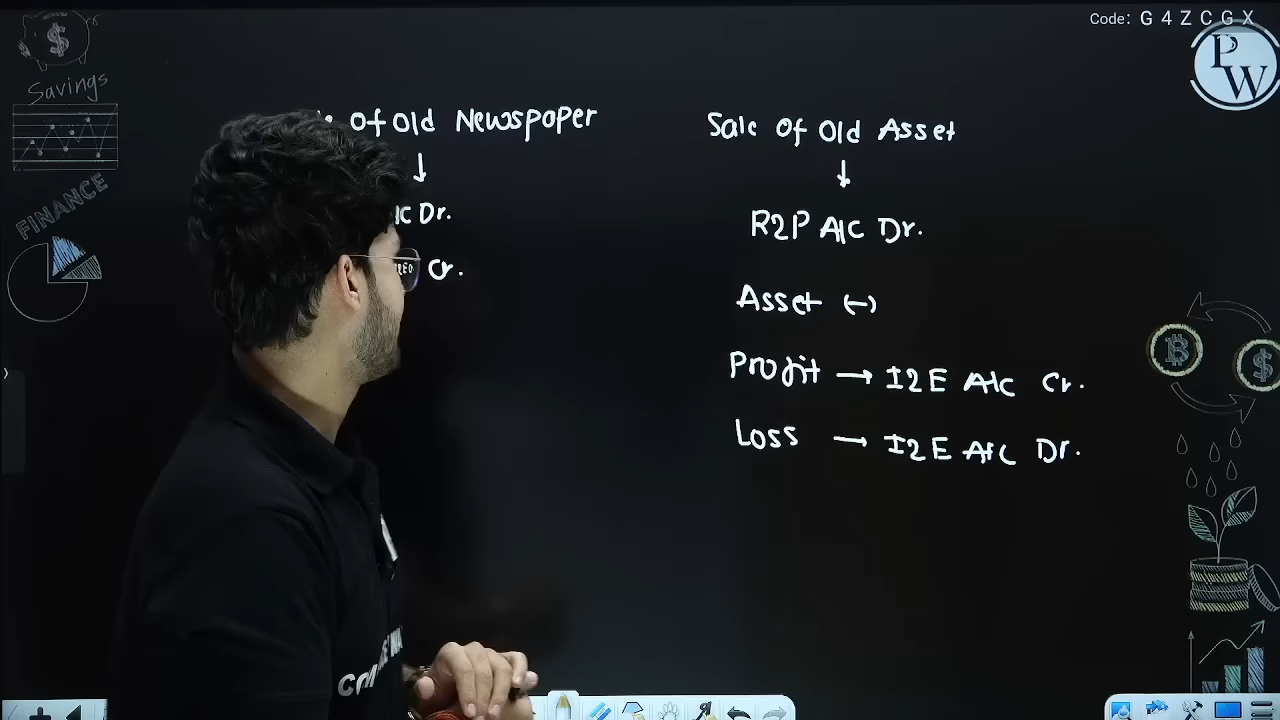 Code: G 4 Z C G X
PW
Savings
FINANCE
of Old Newspaper
A/C Dr.
Cr.
Sale of Old Asset
R2P A/C Dr.
Asset (-)
Profit → I2E A/C Cr.
Loss → I2E A/C Dr.